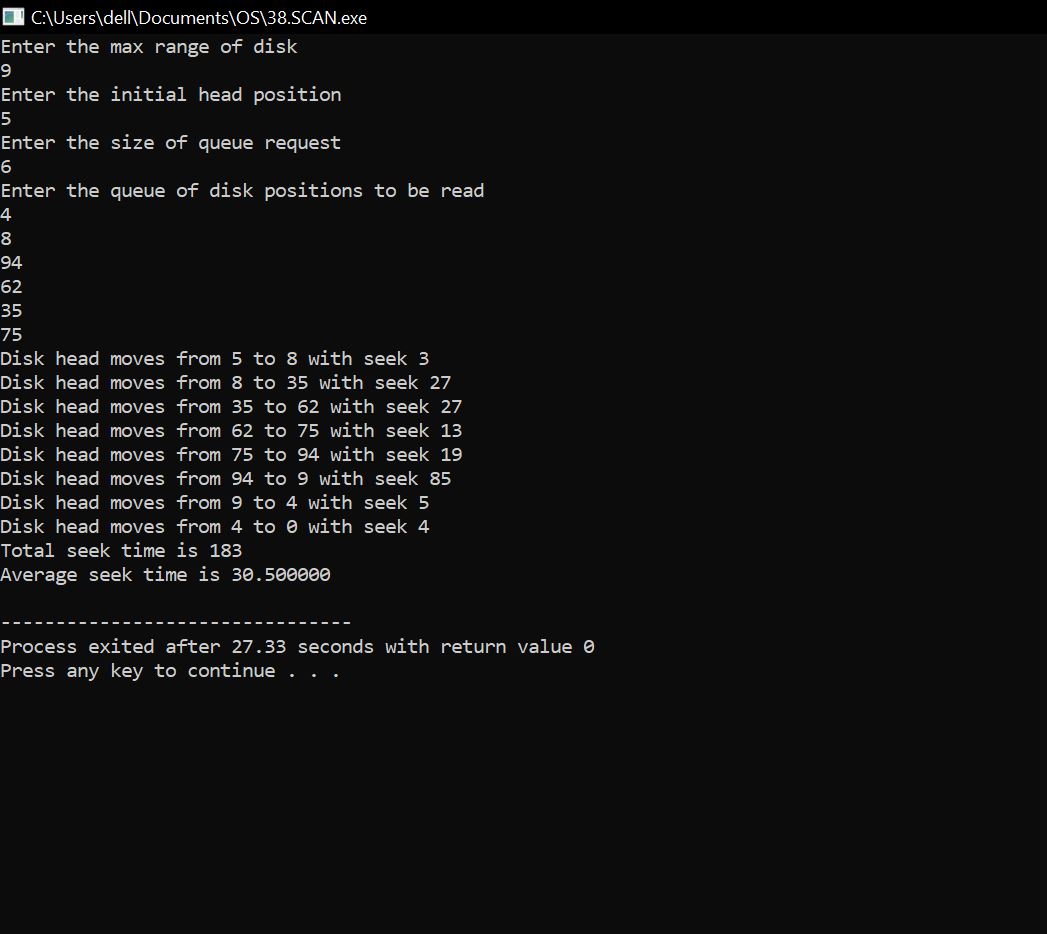 C:\Users\dell\Documents\OS\38.SCAN.exe
Enter the max range of disk
9
Enter the initial head position
5
Enter the size of queue request
6
Enter the queue of disk positions to be read
4
8
94
62
35
75
Disk head moves from 5 to 8 with seek 3
Disk head moves from 8 to 35 with seek 27
Disk head moves from 35 to 62 with seek 27
Disk head moves from 62 to 75 with seek 13
Disk head moves from 75 to 94 with seek 19
Disk head moves from 94 to 9 with seek 85
Disk head moves from 9 to 4 with seek 5
Disk head moves from 4 to 0 with seek 4
Total seek time is 183
Average seek time is 30.500000
--------------------------------
Process exited after 27.33 seconds with return value 0
Press any key to continue . . .